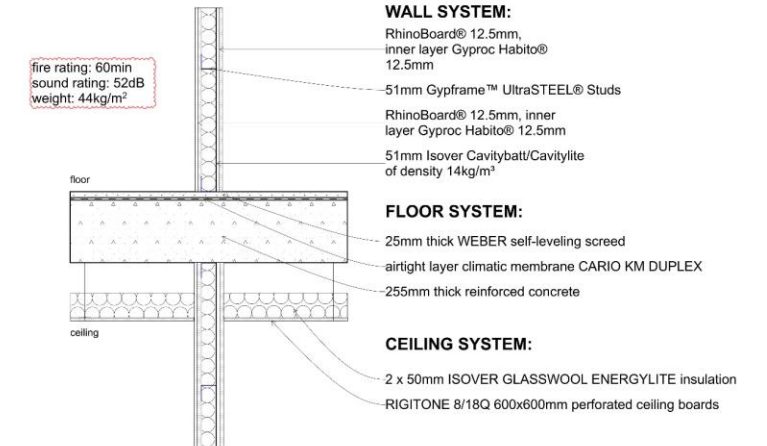 WALL SYSTEM:
RhinoBoard® 12.5mm,
inner layer Gyproc Habito®
12.5mm
fire rating: 60min
sound rating: 52dB
weight: 44kg/m²
51mm Gypframe™ UltraSTEEL® Studs
RhinoBoard® 12.5mm, inner
layer Gyproc Habito® 12.5mm
51mm Isover Cavitybatt/Cavitylite
of density 14kg/m³
floor
FLOOR SYSTEM:
25mm thick WEBER self-leveling screed
airtight layer climatic membrane CARIO KM DUPLEX
255mm thick reinforced concrete
ceiling
CEILING SYSTEM:
2 x 50mm ISOVER GLASSWOOL ENERGYLITE insulation
RIGITONE 8/18Q 600x600mm perforated ceiling boards